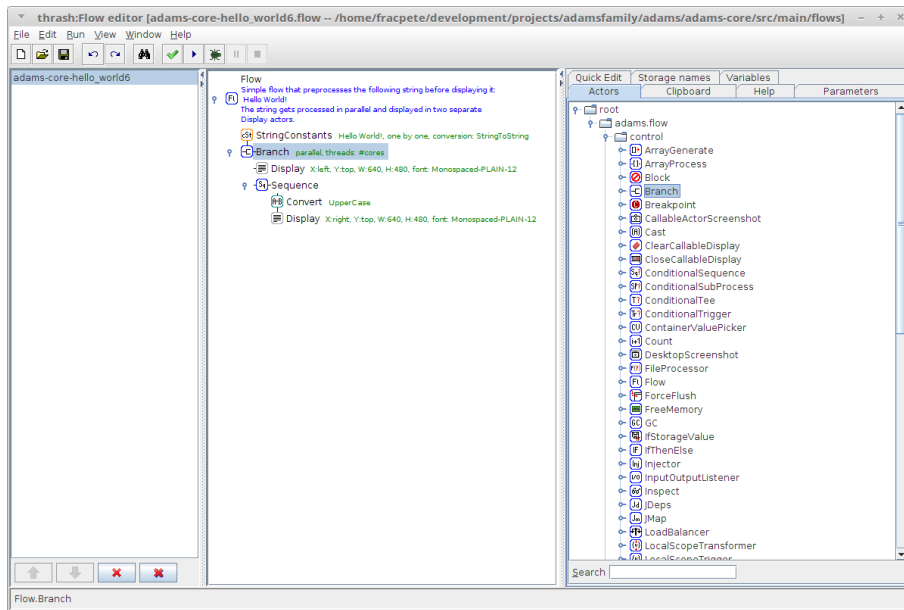 thrash:Flow editor [adams-core-hello_world6.flow -- /home/fracpete/development/projects/adamsfamily/adams/adams-core/src/main/flows]
File Edit Run View Window Help
adams-core-hello_world6
Flow
Simple flow that preprocesses the following string before displaying it:
Hello World!
The string gets processed in parallel and displayed in two separate
Display actors.
StringConstants Hello World!, one by one, conversion: StringToString
Branch parallel, threads: #cores
Display X:left, Y:top, W:640, H:480, font: Monospaced-PLAIN-12
Sequence
Convert UpperCase
Display X:right, Y:top, W:640, H:480, font: Monospaced-PLAIN-12
Quick Edit Storage names Variables
Actors Clipboard Help Parameters
root
adams.flow
control
ArrayGenerate
ArrayProcess
Block
Branch
Breakpoint
CallableActorScreenshot
Cast
ClearCallableDisplay
CloseCallableDisplay
ConditionalSequence
ConditionalSubProcess
ConditionalTee
ConditionalTrigger
ContainerValuePicker
Count
DesktopScreenshot
FileProcessor
Flow
ForceFlush
FreeMemory
GC
IfStorageValue
IfThenElse
Injector
InputOutputListener
Inspect
JDeps
JMap
LoadBalancer
LocalScopeTransformer
LocalScopeTrigger
Search
Flow.Branch